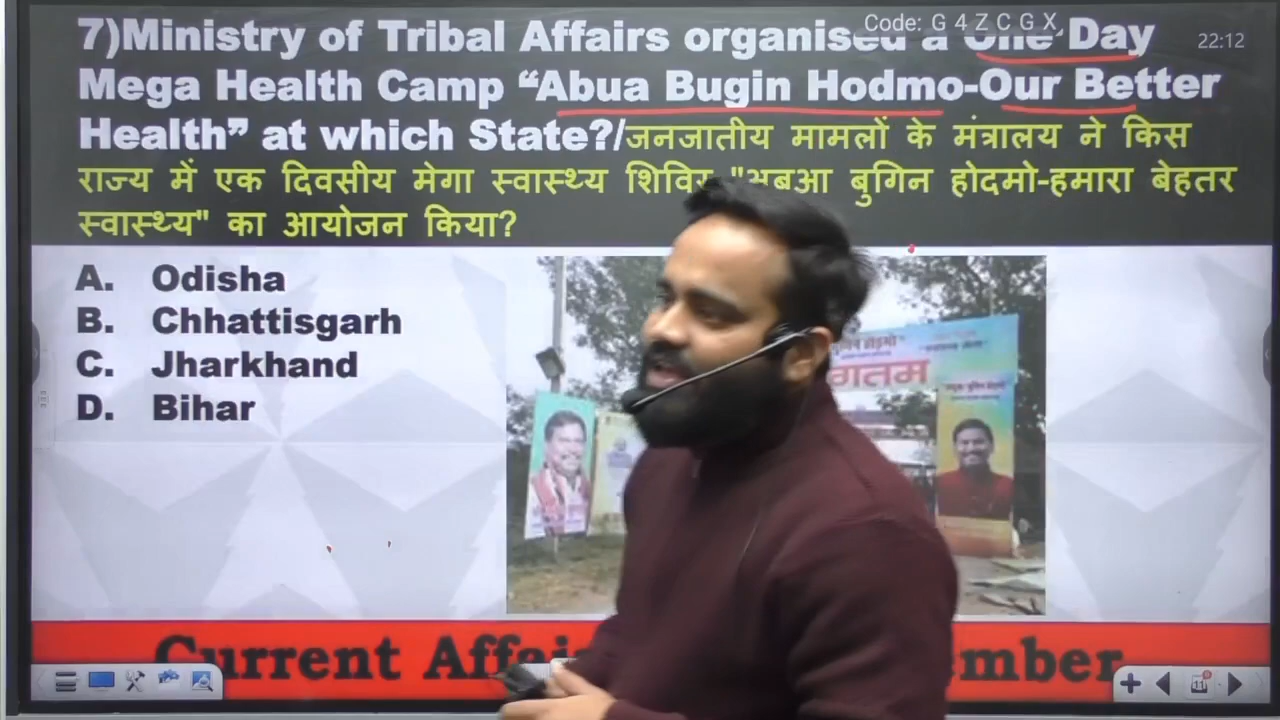 Code: G 4 Z C G X
22:12
7)Ministry of Tribal Affairs organised a One Day
Mega Health Camp “Abua Bugin Hodmo-Our Better
Health” at which State?/जनजातीय मामलों के मंत्रालय ने किस
राज्य में एक दिवसीय मेगा स्वास्थ्य शिविर "अबआ बुगिन होदमो-हमारा बेहतर
स्वास्थ्य" का आयोजन किया?
A. Odisha
B. Chhattisgarh
C. Jharkhand
D. Bihar
गतम
Current Affai
ember
11